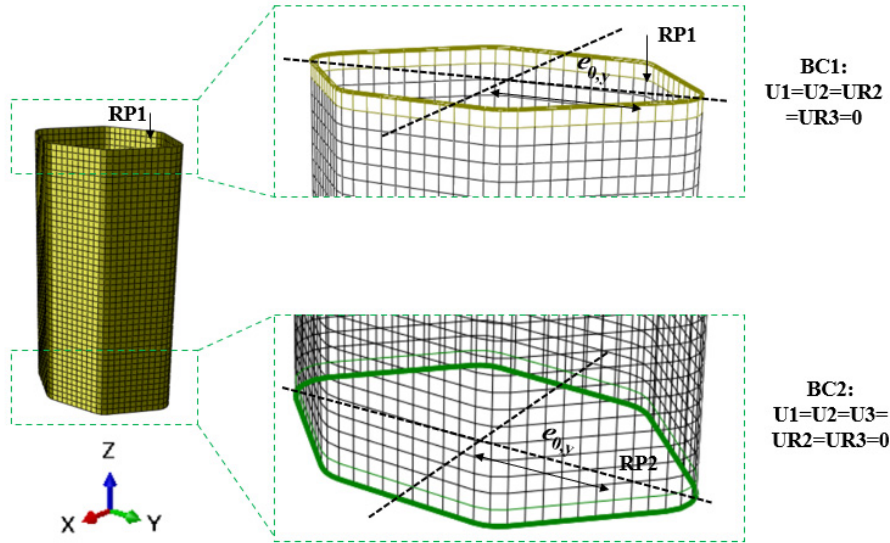 RP1
RP1
e0,y
BC1:
U1=U2=UR2
=UR3=0
e0,y
RP2
BC2:
U1=U2=U3=
UR2=UR3=0
Z
X
Y